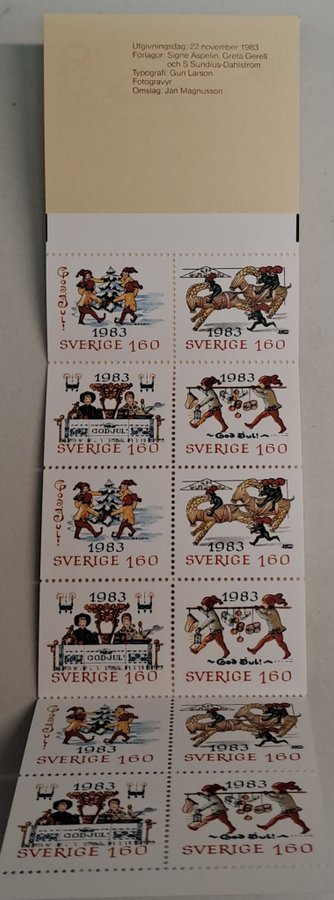 Utgivningsdag: 22 november 1983
Förlagor: Signe Aspelin, Greta Gerell
och S Sundius-Dahlström
Typografi: Gun Larson
Fotogravyr
Omslag: Jan Magnusson
God Jul!
1983
SVERIGE 160
1983
SVERIGE 160
1983
GODJUL!
SVERIGE 160
1983
~God Jul!~
SVERIGE 160
God Jul!
1983
SVERIGE 160
1983
SVERIGE 160
1983
GODJUL!
SVERIGE 160
1983
~God Jul!~
SVERIGE 160
God Jul!
1983
SVERIGE 160
1983
SVERIGE 160
1983
GODJUL!
SVERIGE 160
1983
~God Jul!~
SVERIGE 160